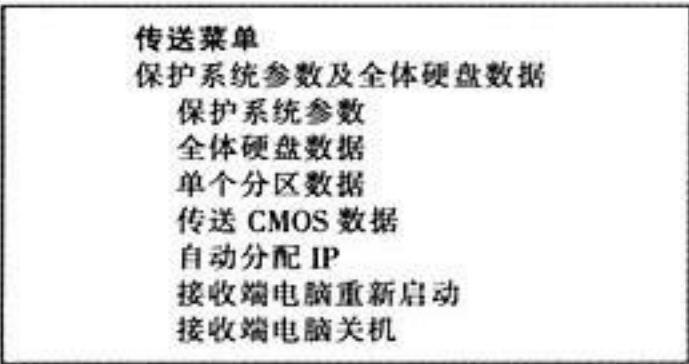 传送菜单
保护系统参数及全体硬盘数据
保护系统参数
全体硬盘数据
单个分区数据
传送 CMOS 数据
自动分配 IP
接收端电脑重新启动
接收端电脑关机